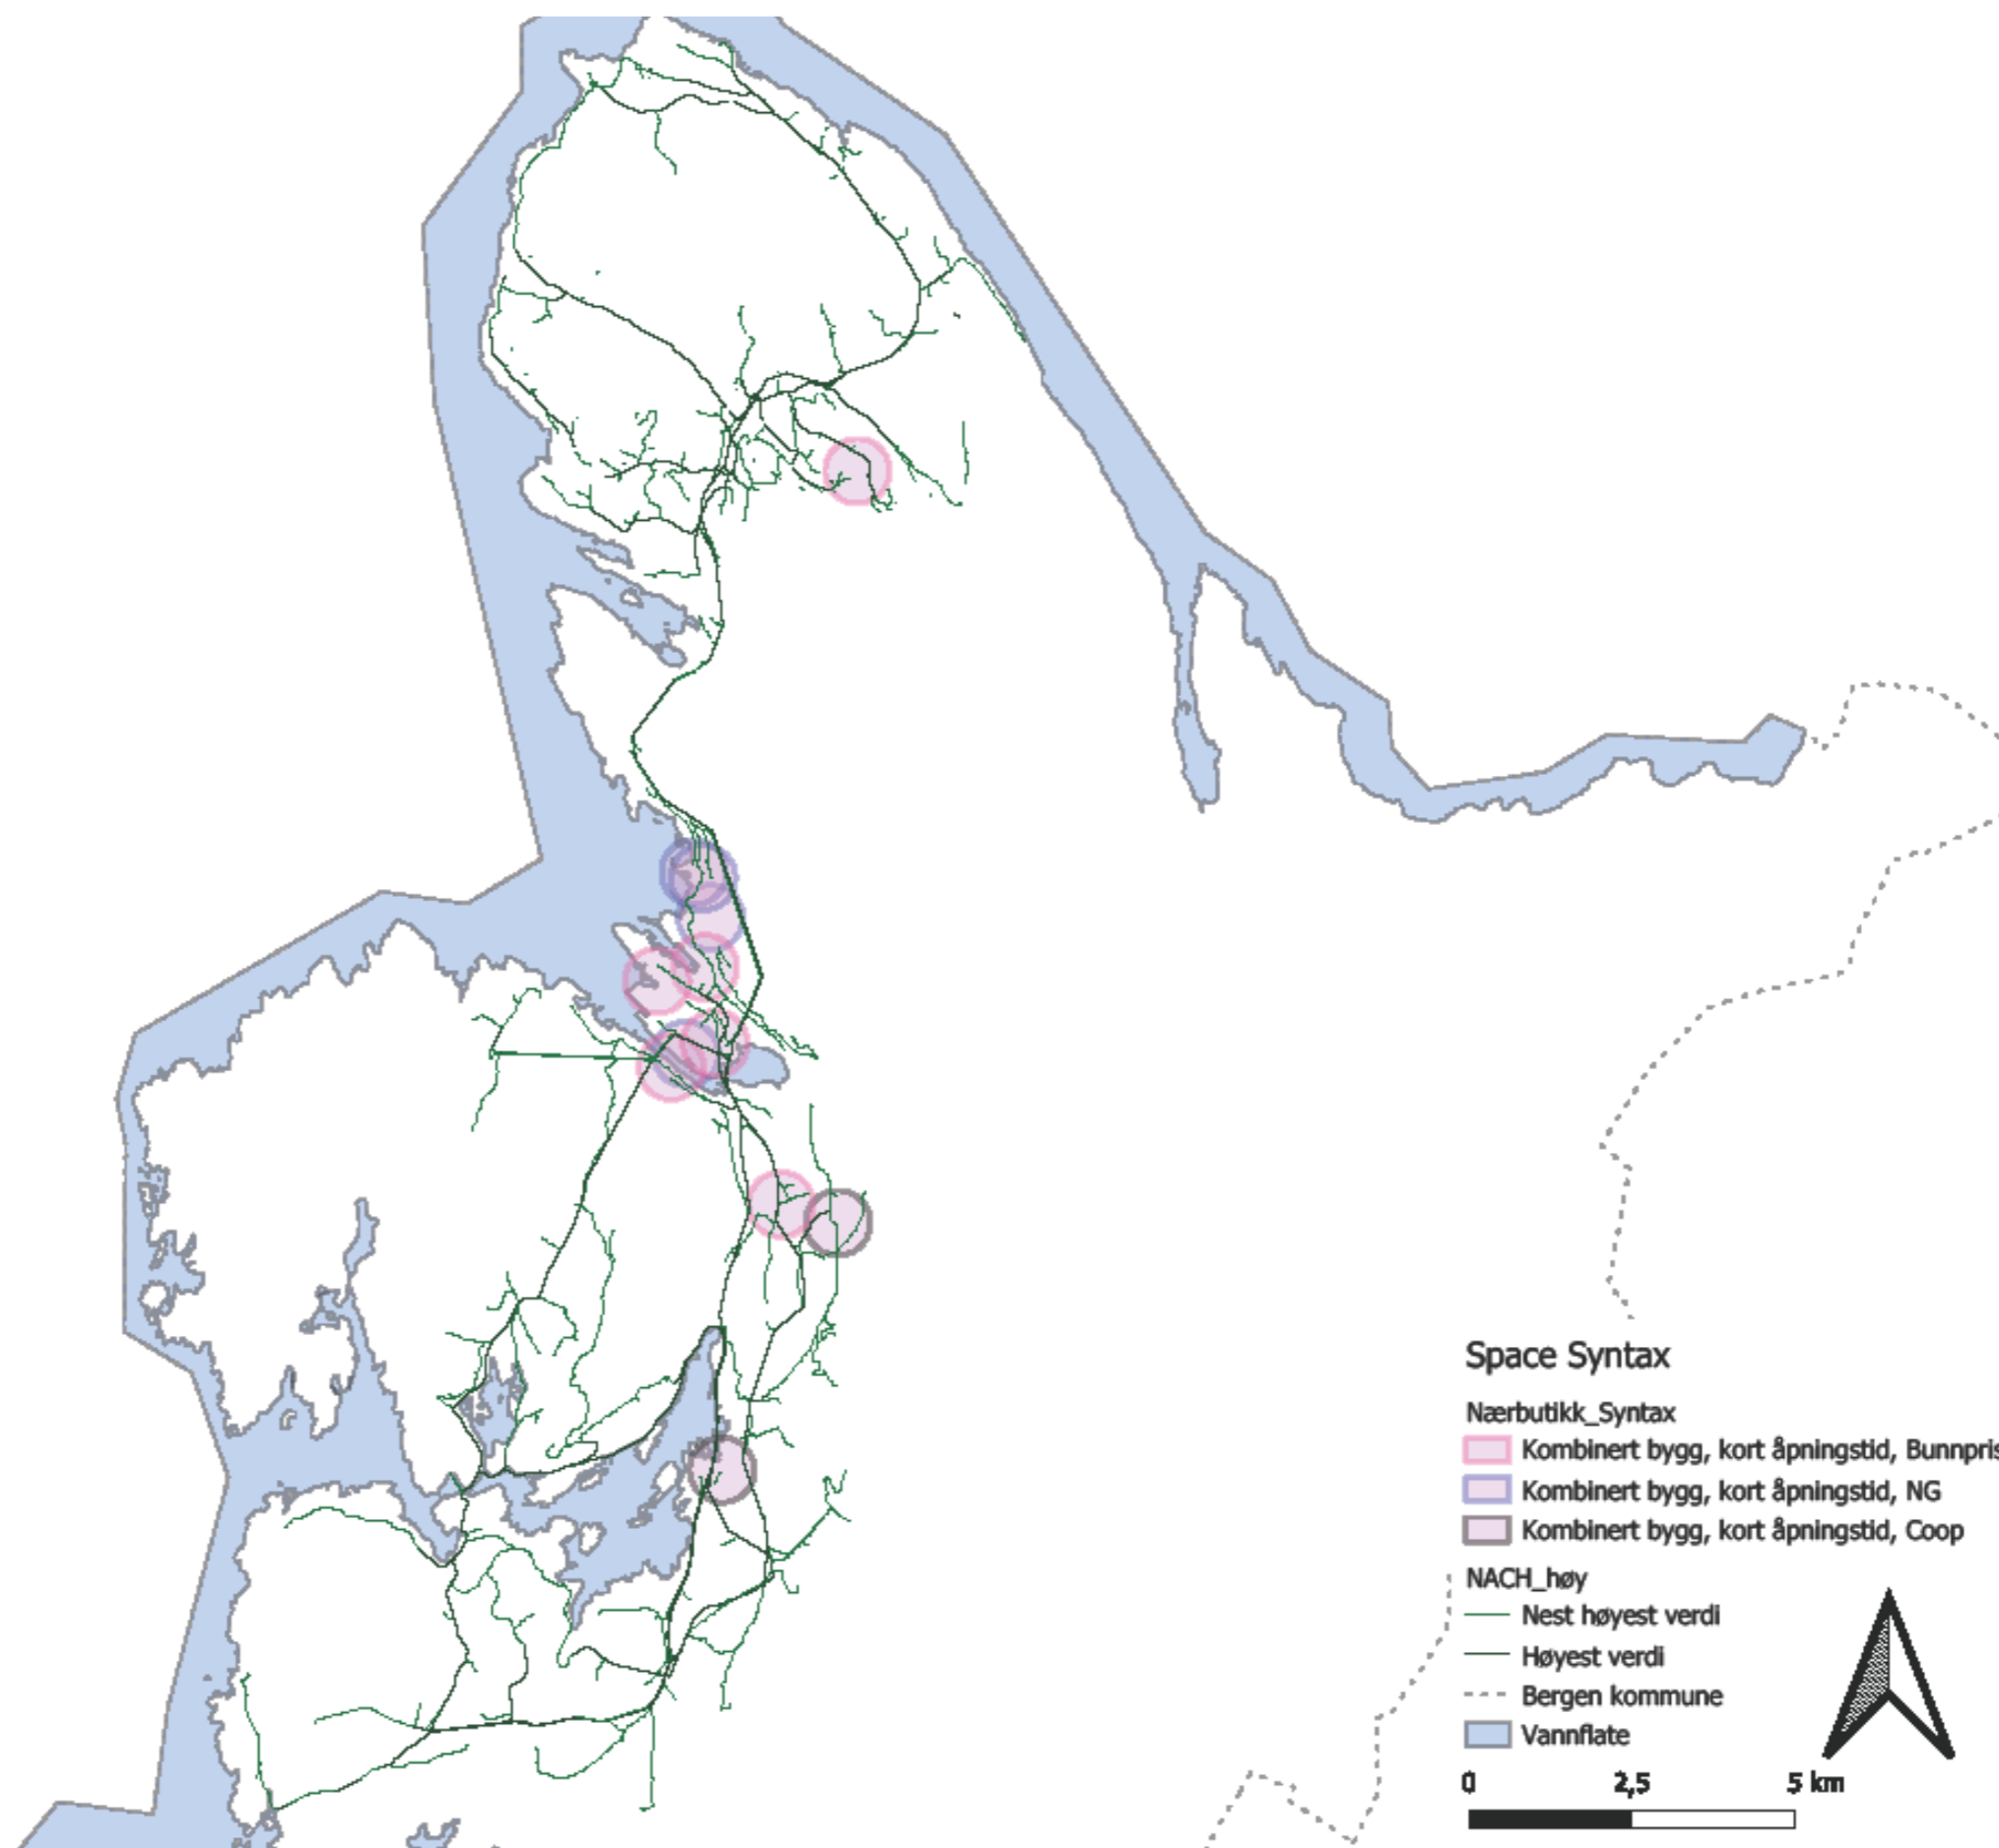 Space Syntax
Nærbutikk_Syntax
Kombinert bygg, kort åpningstid, Bunnpris
Kombinert bygg, kort åpningstid, NG
Kombinert bygg, kort åpningstid, Coop
NACH_høy
Nest høyest verdi
Høyest verdi
Bergen kommune
Vannflate
0 2,5 5 km